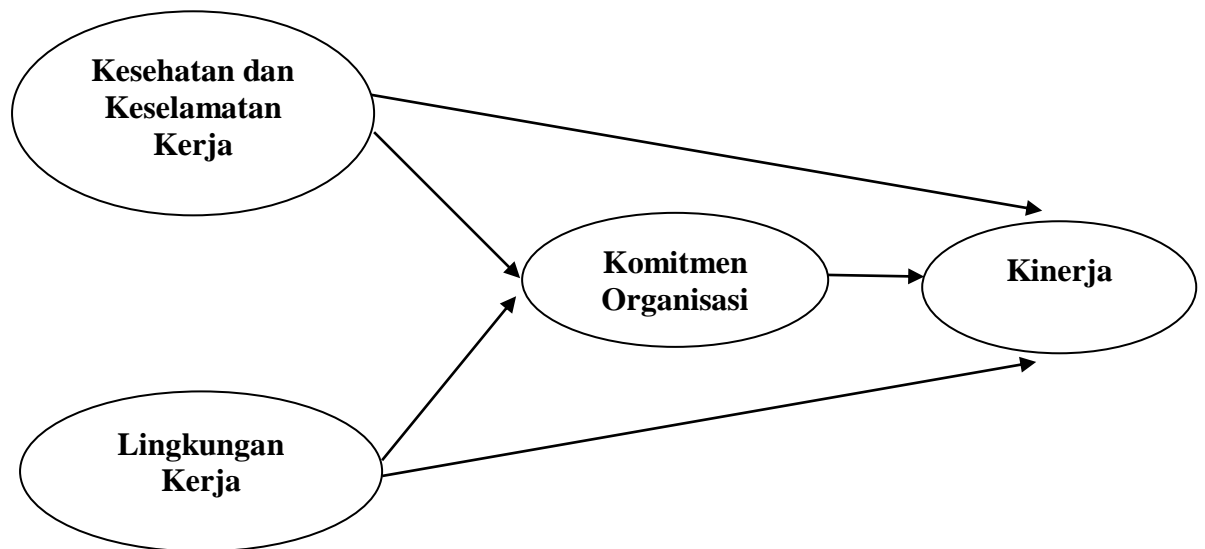 Kesehatan dan
Keselamatan
Kerja
Komitmen
Organisasi
Kinerja
Lingkungan
Kerja